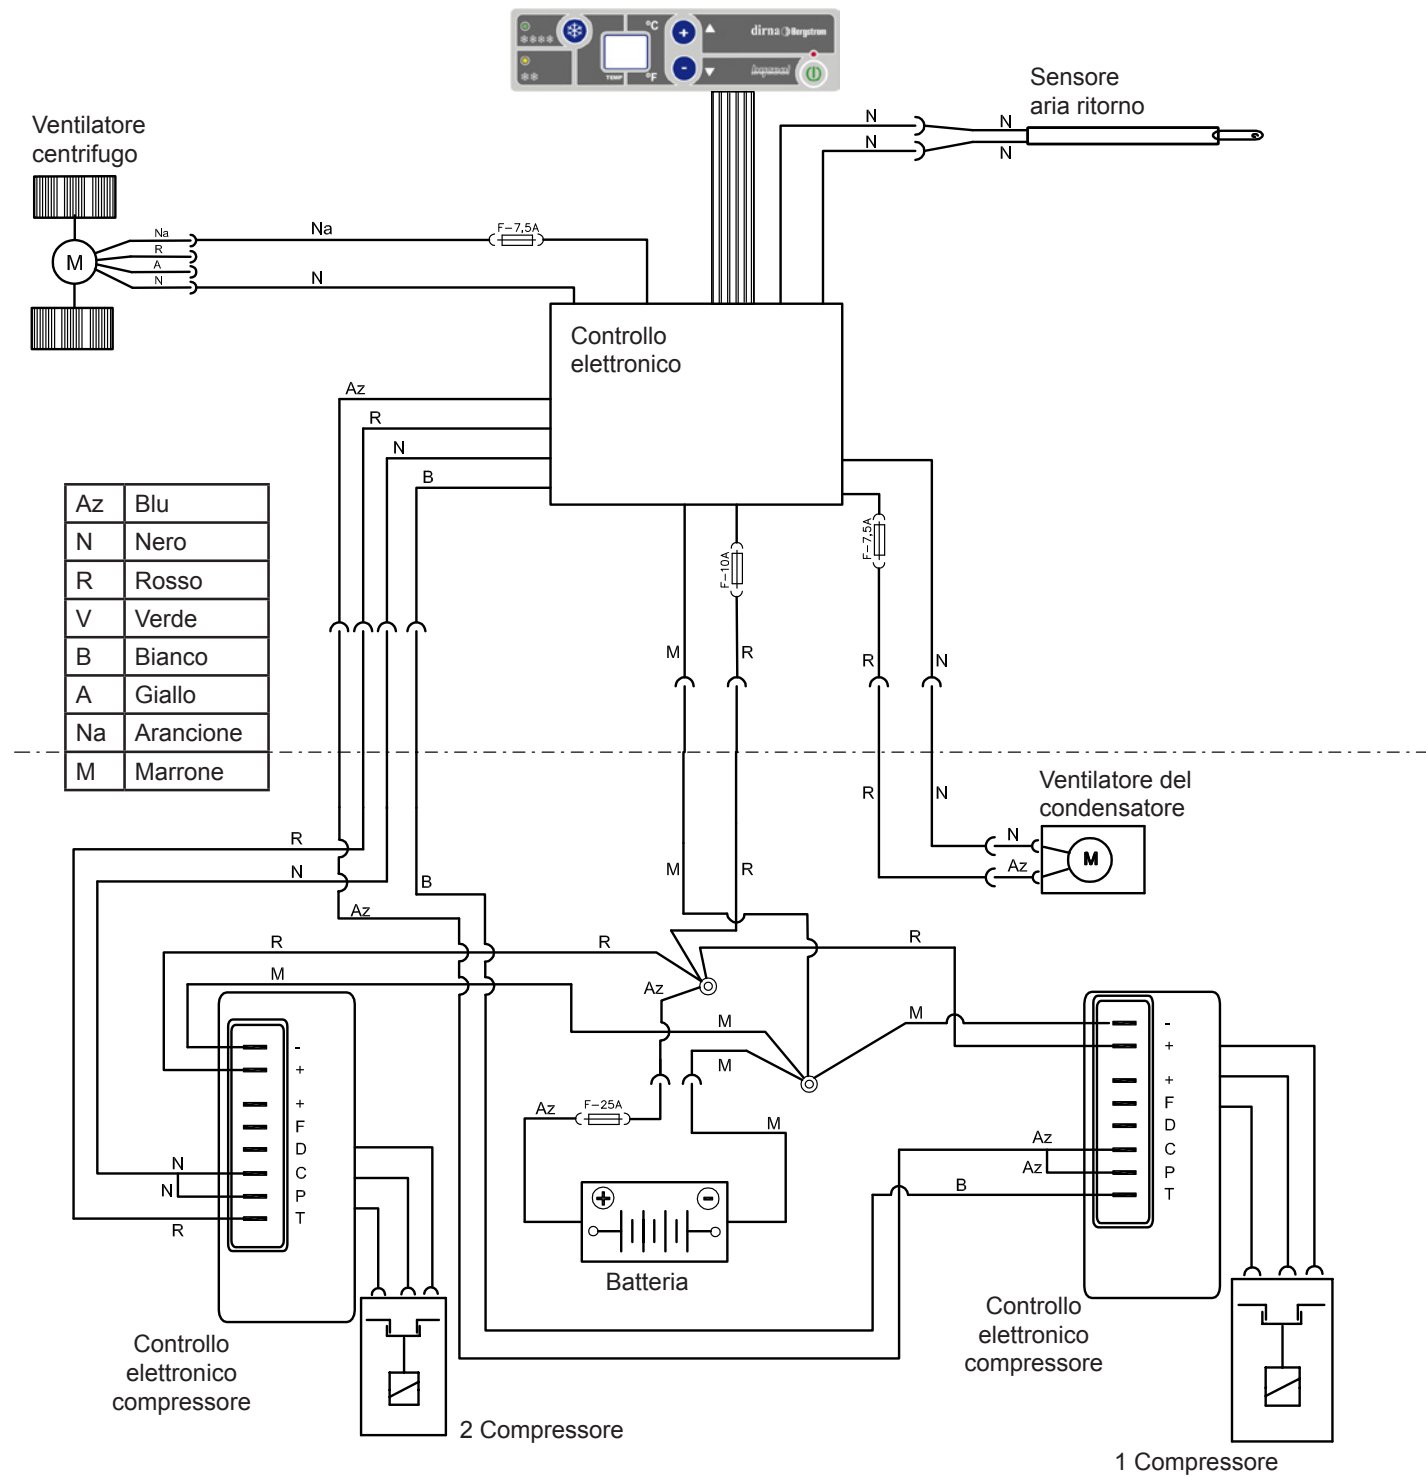 °C
dirna Bergstrom
TEMP
°F
Sensore
aria ritorno
N
N
N
N
Ventilatore
centrifugo
Na
R
A
N
M
Na
F-7,5A
N
Controllo
elettronico
Az
R
N
B
Az Blu
N Nero
R Rosso
V Verde
B Bianco
A Giallo
Na Arancione
M Marrone
F-10A
F-7,5A
M
R
R
N
R
N
Ventilatore del
condensatore
N
Az
M
R
N
B
Az
M
R
R
R
R
M
Az
M
M
M
Az
F-25A
M
-
+
+
F
D
C
P
T
N
N
R
-
+
+
F
D
C
P
T
Az
Az
B
+
-
Batteria
Controllo
elettronico
compressore
2 Compressore
Controllo
elettronico
compressore
1 Compressore